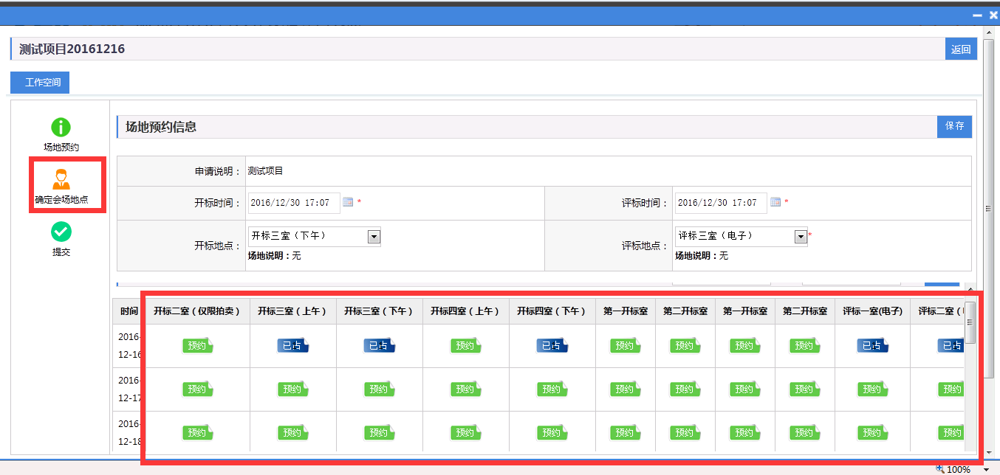 测试项目20161216
返回
工作空间
场地预约
确定会场地点
提交
场地预约信息
保存
申请说明： 测试项目
开标时间： 2016/12/30 17:07 * 评标时间： 2016/12/30 17:07 *
开标地点： 开标三室（下午） 评标地点： 评标三室（电子） *
场地说明：无 场地说明：无
时间 开标二室（仅限拍卖） 开标三室（上午） 开标三室（下午） 开标四室（上午） 开标四室（下午） 第一开标室 第二开标室 第一开标室 第二开标室 评标一室(电子) 评标二室（
2016-
12-16 预约 已占 已占 预约 已占 预约 预约 预约 预约 已占 已占
2016-
12-17 预约 预约 预约 预约 预约 预约 预约 预约 预约 预约 预约
2016-
12-18 预约 预约 预约 预约 预约 预约 预约 预约 预约 预约 预约
100%